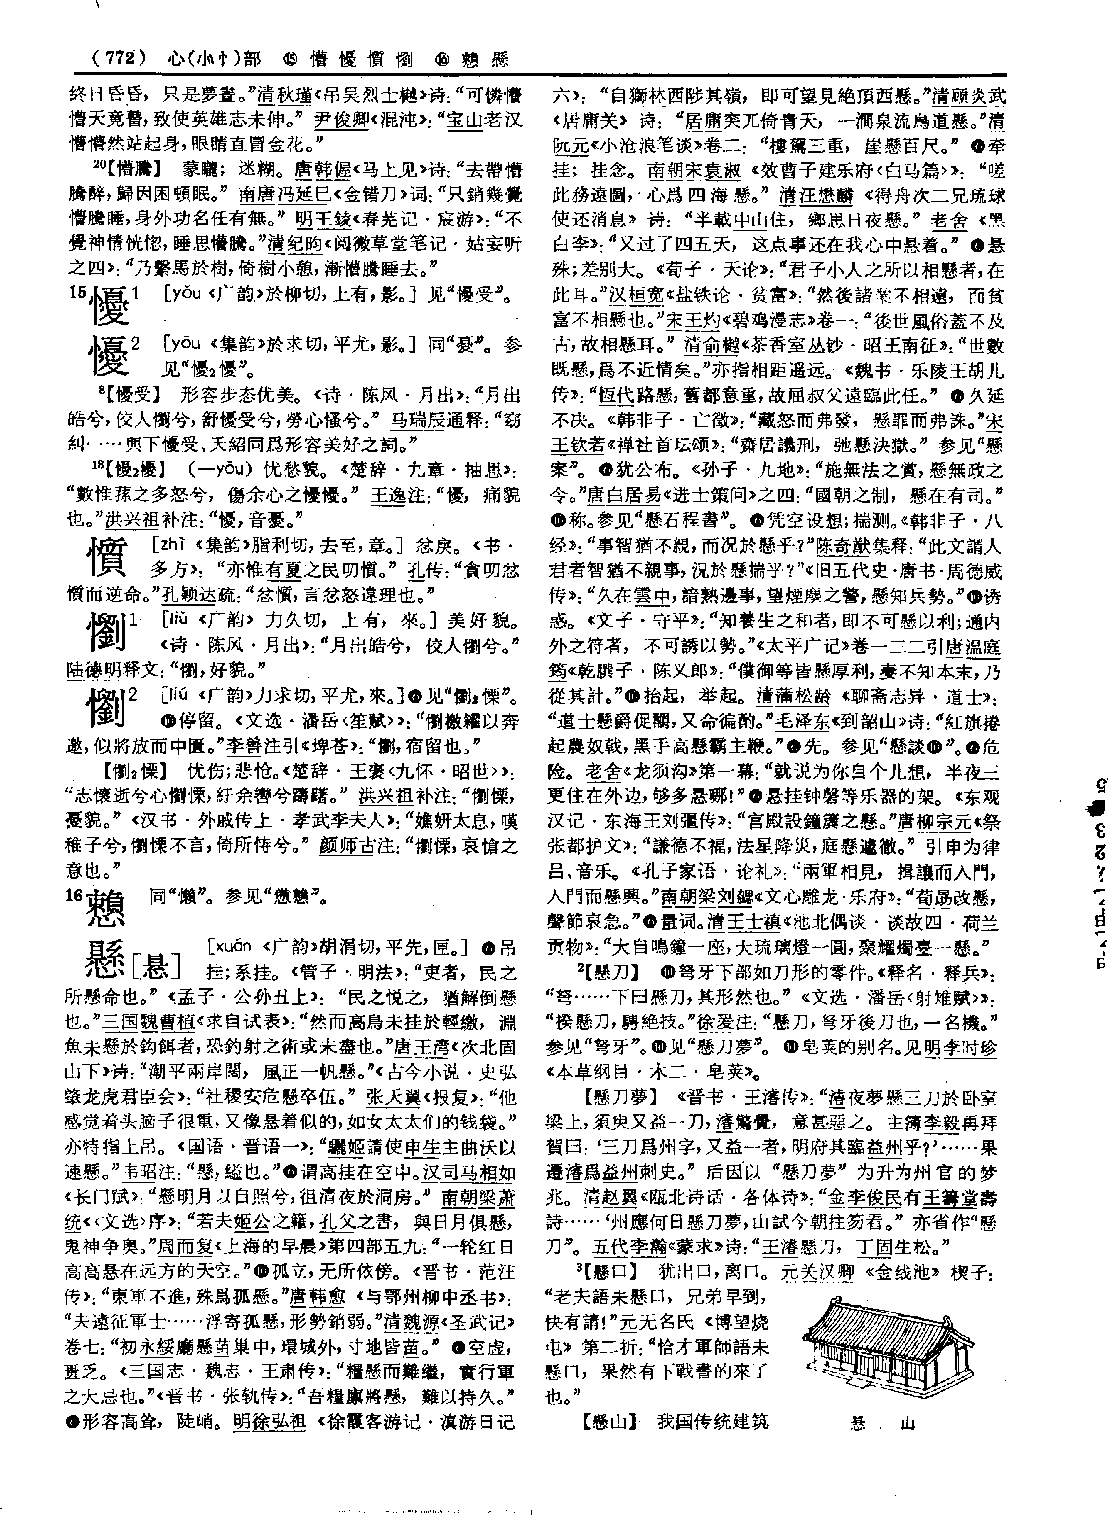 （772） 心(小忄)部 ⑮ 懵 懮 懫 懰 ⑯ 懶 懸
終日昏昏，只是夢䕃。”清秋瑾《吊吴烈士樾》诗：“可憐懵
懵天竟瞽，致使英雄志未伸。” 尹俊卿《混沌》：“宝山老汉
懵懵然站起身，眼睛直冒金花。”
20【懵騰】 蒙矓；迷糊。唐韩偓《马上见》诗：“去帶懵
騰醉，歸因困頓眠。” 南唐冯延巳《金错刀》词：“只銷幾覺
懵騰睡，身外功名任有無。” 明王錂《春芜记·宸游》：“不
覺神情恍惚，睡思懵騰。”清纪昀《阅微草堂笔记·姑妄听
之四》：“乃繫馬於樹，倚樹小憩，漸懵騰睡去。”
15懮1 ［yǒu 《广韵》於柳切，上有，影。］ 见“懮受”。
懮2 ［yōu 《集韵》於求切，平尤，影。］ 同“憂”。参
见“懮2懮”。
8【懮受】 形容步态优美。《诗·陈风·月出》：“月出
皓兮，佼人懰兮，舒懮受兮，勞心慅兮。” 马瑞辰通释：“窈
糾……與下懮受、夭紹同爲形容美好之詞。”
18【懮2懮】 （—yōu） 忧愁貌。《楚辞·九章·抽思》：
“數惟蓀之多怒兮，傷余心之懮懮。” 王逸注：“懮，痛貌
也。”洪兴祖补注：“懮，音憂。”
懫 ［zhì 《集韵》脂利切，去至，章。］ 忿戾。《书·
多方》：“亦惟有夏之民叨懫。” 孔传：“貪叨忿
懫而逆命。”孔颖达疏：“忿懫，言忿怒違理也。”
懰1 ［liǔ 《广韵》力久切，上有，來。］ 美好貌。
《诗·陈风·月出》：“月出皓兮，佼人懰兮。”
陆德明释文：“懰，好貌。”
懰2 ［liú 《广韵》力求切，平尤，來。］❶见“懰2慄”。
❷停留。《文选·潘岳〈笙赋〉》：“懰檄糴以奔
邀，似將放而中匱。”李善注引《埤苍》：“懰，宿留也。”
【懰2慄】 忧伤；悲怆。《楚辞·王褒〈九怀·昭世〉》：
“志懷逝兮心懰慄，紆余轡兮躊躇。” 洪兴祖补注：“懰慄，
憂貌。” 《汉书·外戚传上·孝武李夫人》：“嫶妍太息，嘆
稚子兮，懰慄不言，倚所恃兮。” 颜师古注：“懰慄，哀愴之
意也。”
16懶 同“懒”。参见“憊懶”。
懸［悬］ ［xuán 《广韵》胡涓切，平先，匣。］ ❶吊
挂；系挂。《管子·明法》：“吏者，民之
所懸命也。” 《孟子·公孙丑上》：“民之悦之，猶解倒懸
也。”三国魏曹植《求自试表》：“然而高鳥未挂於輕繳，淵
魚未懸於鈎餌者，恐釣射之術或未盡也。”唐王湾《次北固
山下》诗：“潮平兩岸闊，風正一帆懸。”《古今小说·史弘
肇龙虎君臣会》：“社稷安危懸卒伍。” 张天翼《报复》：“他
感觉着头脑子很重，又像悬着似的，如女太太们的钱袋。”
亦特指上吊。《国语·晋语一》：“驪姬請使申生主曲沃以
速懸。”韦昭注：“懸，縊也。”❷谓高挂在空中。汉司马相如
《长门赋》：“懸明月以自照兮，徂清夜於洞房。” 南朝梁萧
统《〈文选〉序》：“若夫姬公之籍，孔父之書，與日月俱懸，
鬼神争奥。”周而复《上海的早晨》第四部五九：“一轮红日
高高悬在远方的天空。”❸孤立，无所依傍。《晋书·范汪
传》：“東軍不進，殊爲孤懸。”唐韩愈《与鄂州柳中丞书》：
“夫遠征軍士……浮寄孤懸，形勢銷弱。”清魏源《圣武记》
卷七：“初永綏廳懸苗巢中，環城外，寸地皆苗。” ❹空虚，
匮乏。《三国志·魏志·王肃传》：“糧懸而難繼，實行軍
之大忌也。”《晋书·张轨传》：“吾糧廪將懸，難以持久。”
❺形容高耸，陡峭。明徐弘祖《徐霞客游记·滇游日记
六》：“自獅林西陟其嶺，即可望見絶頂西懸。”清顾炎武
《居庸关》诗：“居庸突兀倚青天，一澗泉流鳥道懸。”清
阮元《小沧浪笔谈》卷二：“樓駕三重，崖懸百尺。” ❻牵
挂；挂念。南朝宋袁淑《效曹子建乐府〈白马篇〉》：“嗟
此務遠圖，心爲四海懸。” 清汪懋麟《得舟次二兄琉球
使还消息》诗：“半載中山住，鄉思日夜懸。” 老舍《黑
白李》：“又过了四五天，这点事还在我心中悬着。” ❼悬
殊；差别大。《荀子·天论》：“君子小人之所以相懸者，在
此耳。”汉桓宽《盐铁论·贫富》：“然後諸業不相遠，而貧
富不相懸也。”宋王灼《碧鸡漫志》卷一：“後世風俗蓋不及
古，故相懸耳。” 清俞樾《茶香室丛钞·昭王南征》：“世數
既懸，爲不近情矣。”亦指相距遥远。《魏书·乐陵王胡儿
传》：“恆代路懸，舊都意重，故屈叔父遠臨此任。” ❽久延
不决。《韩非子·亡徵》：“藏怒而弗發，懸罪而弗誅。”宋
王钦若《禅社首坛颂》：“齋居議刑，弛懸決獄。” 参见“懸
案”。 ❾犹公布。《孙子·九地》：“施無法之賞，懸無政之
令。”唐白居易《进士策问》之四：“國朝之制，懸在有司。”
❿称。参见“懸石程書”。 ⓫凭空设想；揣测。《韩非子·八
经》：“事智猶不親，而況於懸乎？”陈奇猷集释：“此文謂人
君者智猶不親事，況於懸揣乎？”《旧五代史·唐书·周德威
传》：“久在雲中，諳熟邊事，望煙塵之警，懸知兵勢。”⓬诱
惑。《文子·守平》：“知養生之和者，即不可懸以利；通内
外之符者，不可誘以勢。”《太平广记》卷一二二引唐温庭
筠《乾𦠆子·陈义郎》：“僕御等皆懸厚利，妻不知本末，乃
從其計。”⓭抬起，举起。清蒲松龄《聊斋志异·道士》：
“道士懸爵促釂，又命徧酌。”毛泽东《到韶山》诗：“紅旗捲
起農奴戟，黑手高懸霸主鞭。”⓮先。参见“懸談❶”。⓯危
险。老舍《龙须沟》第一幕：“就说为你自个儿想，半夜三
更住在外边，够多悬哪！”⓰悬挂钟磬等乐器的架。《东观
汉记·东海王刘彊传》：“宫殿設鐘簴之懸。”唐柳宗元《祭
张都护文》：“謙德不福，法星降災，庭懸遽徹。” 引申为律
吕、音乐。《孔子家语·论礼》：“兩軍相見，揖讓而入門，
入門而懸興。”南朝梁刘勰《文心雕龙·乐府》：“荀勗改懸，
聲節哀急。”⓱量词。清王士禛《池北偶谈·谈故四·荷兰
贡物》：“大自鳴鐘一座，大琉璃燈一圓，聚耀燭臺一懸。”
2【懸刀】 ❶弩牙下部如刀形的零件。《释名·释兵》：
“弩……下曰懸刀，其形然也。” 《文选·潘岳〈射雉赋〉》：
“揆懸刀，騁絶技。”徐爰注：“懸刀，弩牙後刀也，一名機。”
参见“弩牙”。❷见“懸刀夢”。 ❸皂荚的别名。见明李时珍
《本草纲目·木二·皂荚》。
【懸刀夢】 《晋书·王濬传》：“濬夜夢懸三刀於卧室
梁上，須臾又益一刀，濬驚覺，意甚惡之。主簿李毅再拜
賀曰：‘三刀爲州字，又益一者，明府其臨益州乎？’……果
遷濬爲益州刺史。” 后因以“懸刀夢”为升为州官的梦
兆。清赵翼《瓯北诗话·各体诗》：“金李俊民有王籌堂壽
詩……‘州應何日懸刀夢，山試今朝拄笏看。” 亦省作“懸
刀”。五代李瀚《蒙求》诗：“王濬懸刀，丁固生松。”
3【懸口】 犹出口，离口。元关汉卿《金线池》楔子：
“老夫語未懸口，兄弟早到，
快有請！”元无名氏《博望烧
屯》第二折：“恰才軍師語未
懸口，果然有下戰書的來了
也。”
【懸山】 我国传统建筑
悬 山